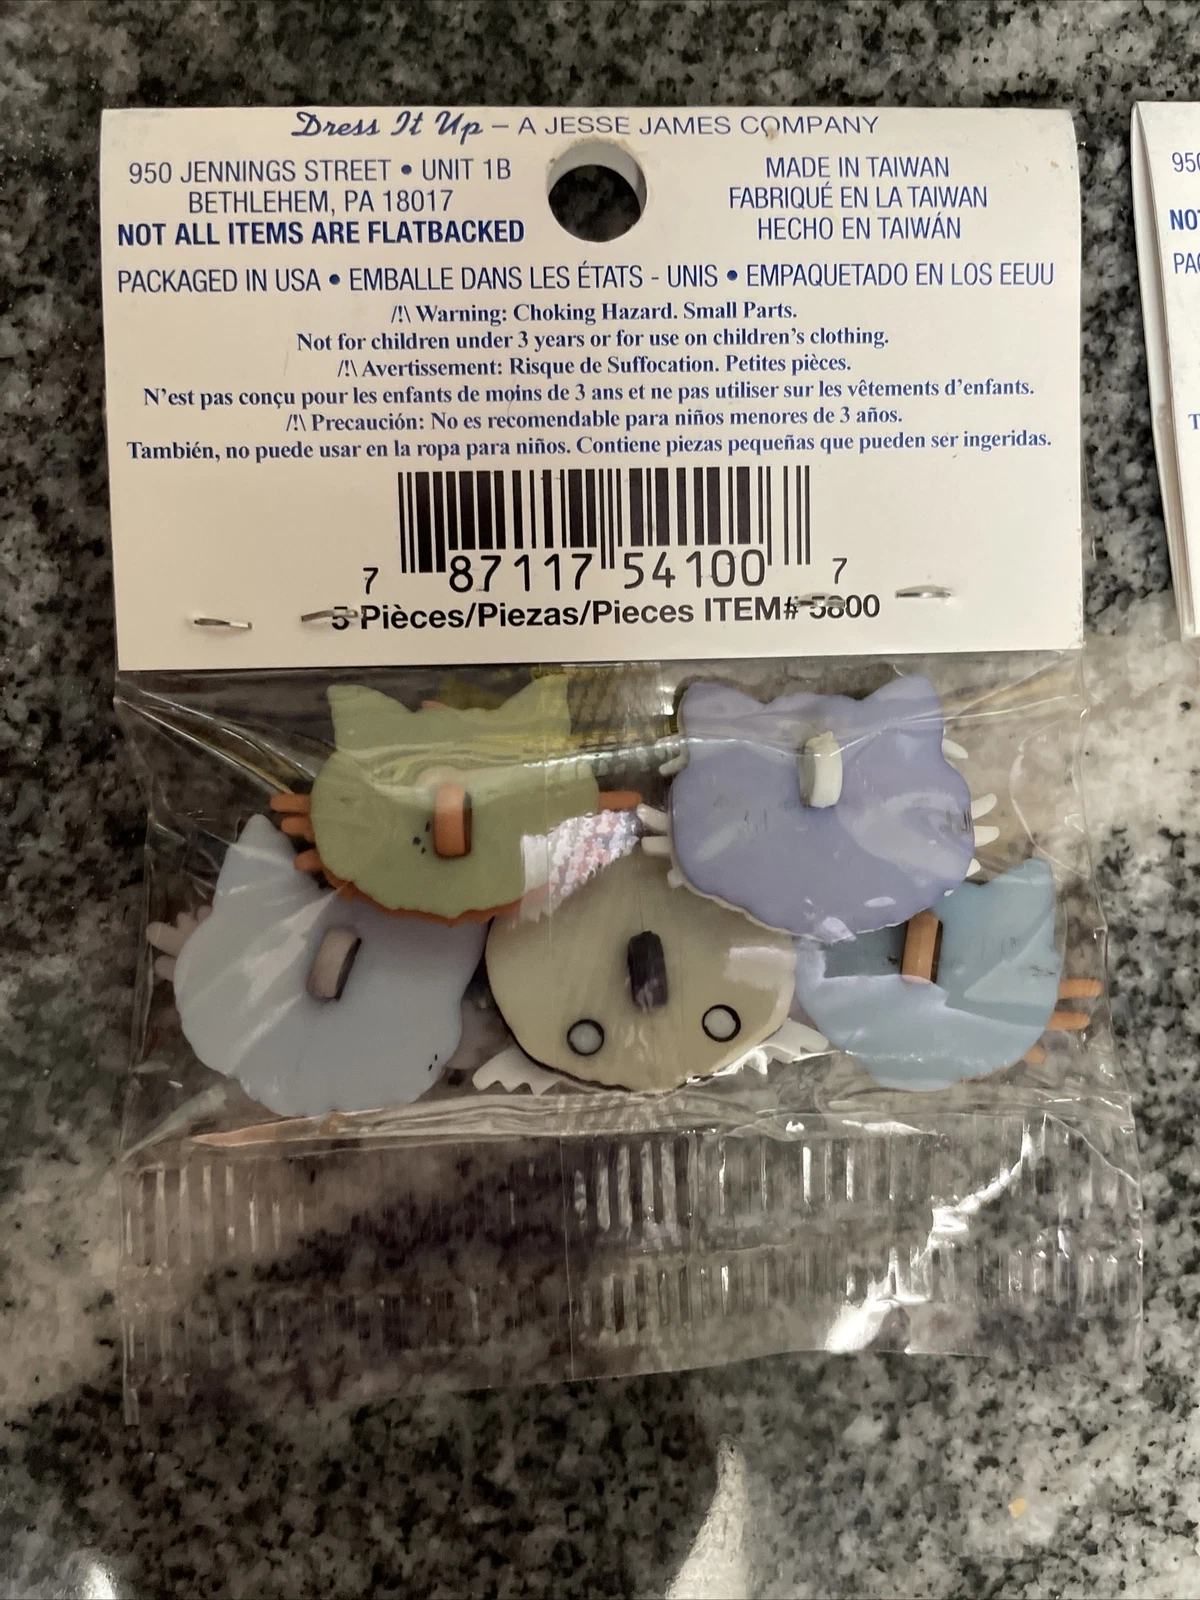 Dress It Up – A JESSE JAMES COMPANY
950 JENNINGS STREET • UNIT 1B
BETHLEHEM, PA 18017
NOT ALL ITEMS ARE FLATBACKED
MADE IN TAIWAN
FABRIQUÉ EN LA TAIWAN
HECHO EN TAIWÁN
PACKAGED IN USA • EMBALLE DANS LES ÉTATS - UNIS • EMPAQUETADO EN LOS EEUU
/!\ Warning: Choking Hazard. Small Parts.
Not for children under 3 years or for use on children's clothing.
/!\ Avertissement: Risque de Suffocation. Petites pièces.
N'est pas conçu pour les enfants de moins de 3 ans et ne pas utiliser sur les vêtements d'enfants.
/!\ Precaución: No es recomendable para niños menores de 3 años.
También, no puede usar en la ropa para niños. Contiene piezas pequeñas que pueden ser ingeridas.
7 87117 54100 7
5 Pièces/Piezas/Pieces ITEM# 5800